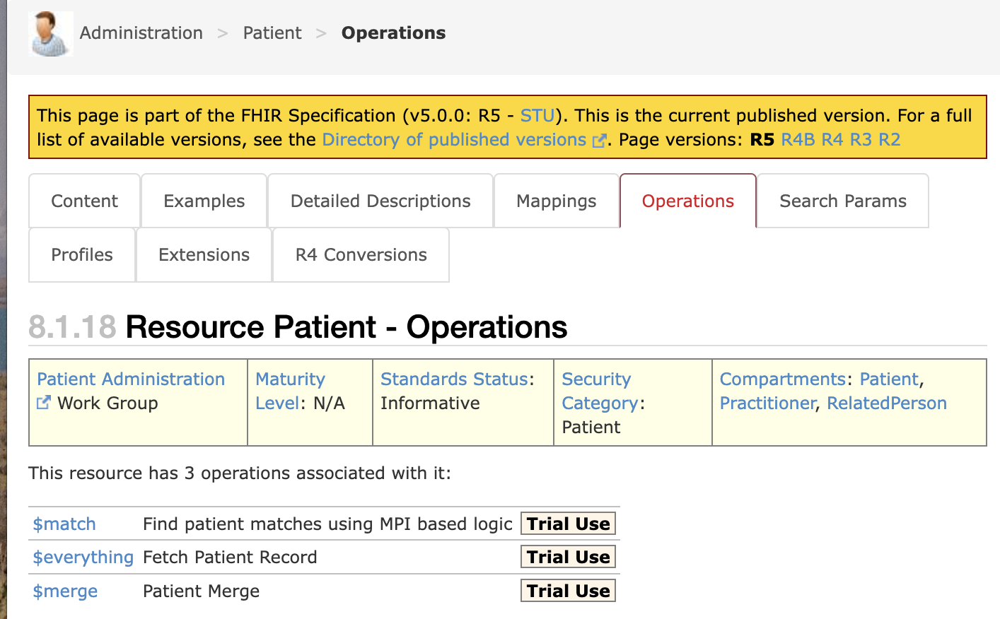 Administration > Patient > Operations
This page is part of the FHIR Specification (v5.0.0: R5 - STU). This is the current published version. For a full
list of available versions, see the Directory of published versions. Page versions: R5 R4B R4 R3 R2
Content Examples Detailed Descriptions Mappings Operations Search Params
Profiles Extensions R4 Conversions
8.1.18 Resource Patient - Operations
Patient Administration
Work Group
Maturity
Level: N/A
Standards Status:
Informative
Security
Category:
Patient
Compartments: Patient,
Practitioner, RelatedPerson
This resource has 3 operations associated with it:
$match Find patient matches using MPI based logic Trial Use
$everything Fetch Patient Record Trial Use
$merge Patient Merge Trial Use